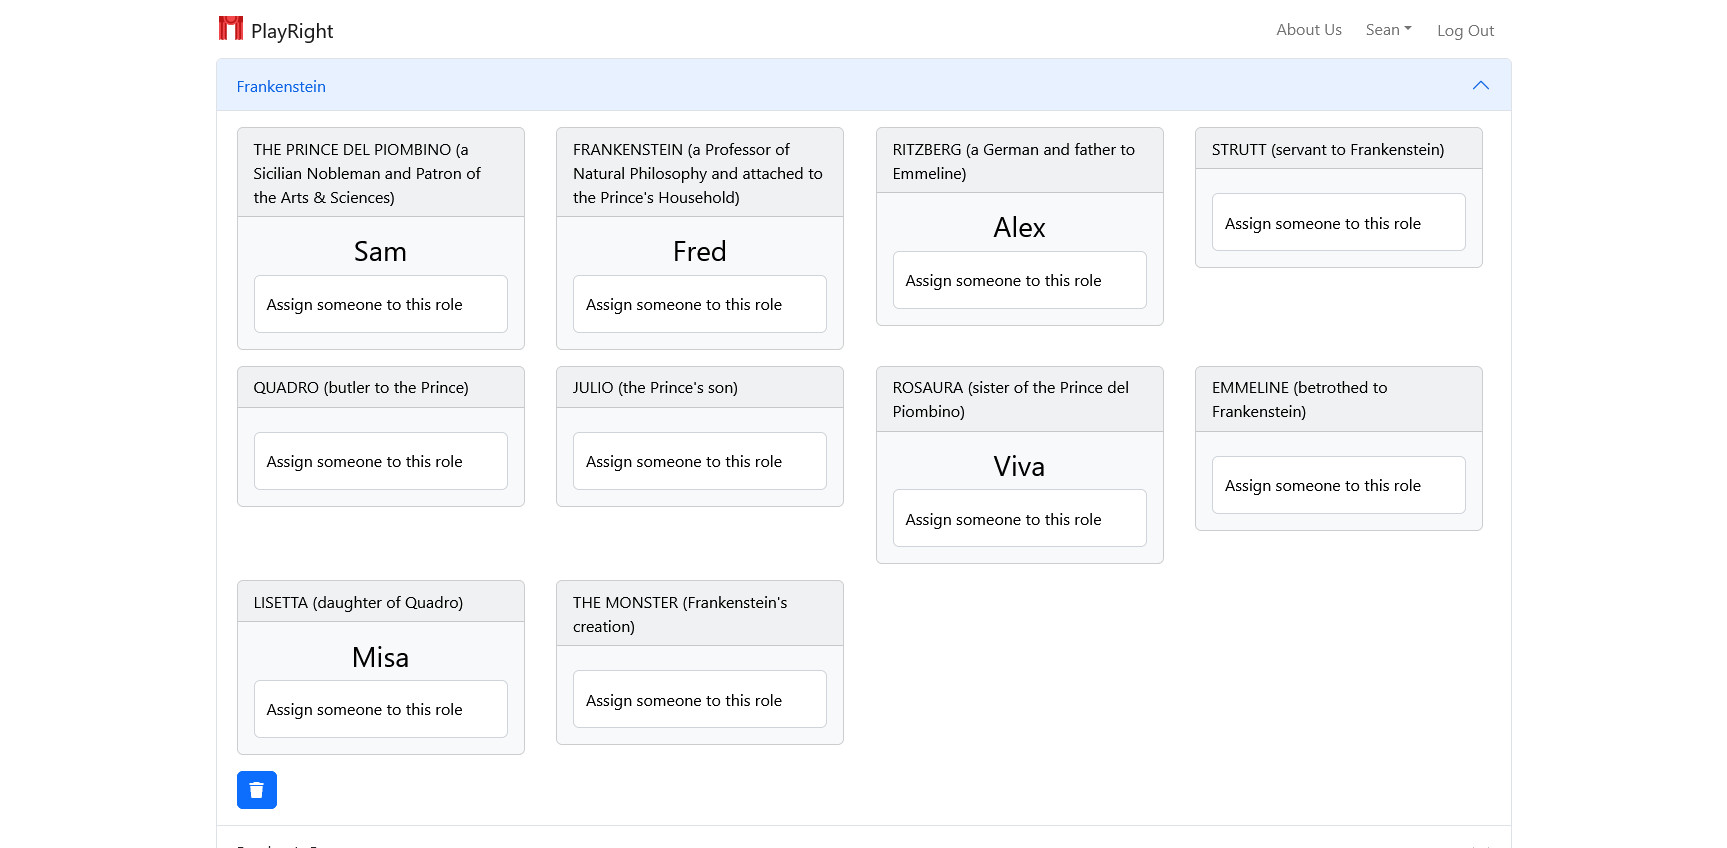 PlayRight
About Us
Sean
Log Out
Frankenstein
THE PRINCE DEL PIOMBINO (a
Sicilian Nobleman and Patron of
the Arts & Sciences)
Sam
Assign someone to this role
FRANKENSTEIN (a Professor of
Natural Philosophy and attached to
the Prince's Household)
Fred
Assign someone to this role
RITZBERG (a German and father to
Emmeline)
Alex
Assign someone to this role
STRUTT (servant to Frankenstein)
Assign someone to this role
QUADRO (butler to the Prince)
Assign someone to this role
JULIO (the Prince's son)
Assign someone to this role
ROSAURA (sister of the Prince del
Piombino)
Viva
Assign someone to this role
EMMELINE (betrothed to
Frankenstein)
Assign someone to this role
LISETTA (daughter of Quadro)
Misa
Assign someone to this role
THE MONSTER (Frankenstein's
creation)
Assign someone to this role